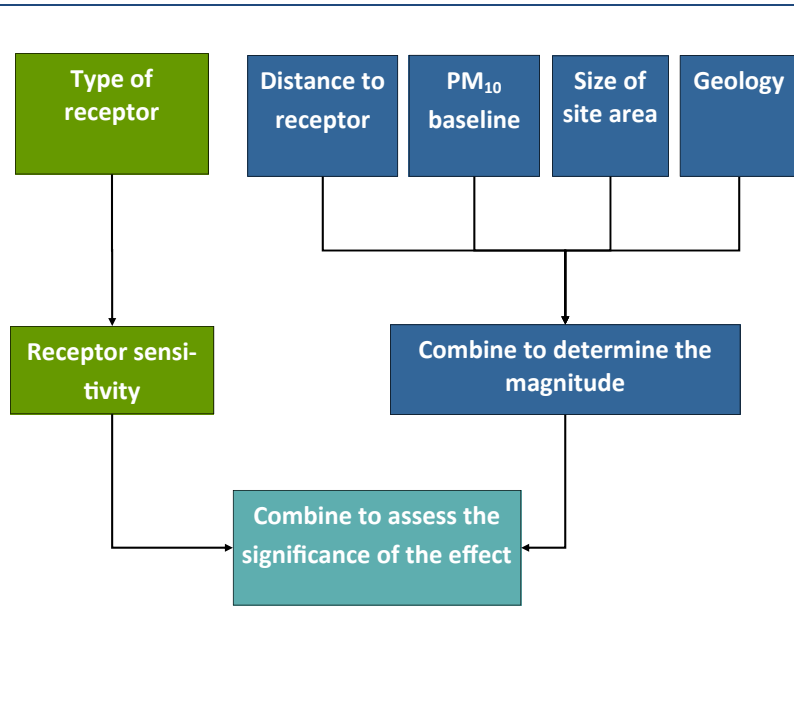 Type of
receptor
Distance to
receptor
PM₁₀
baseline
Size of
site area
Geology
Receptor sensi-
tivity
Combine to determine the
magnitude
Combine to assess the
significance of the effect